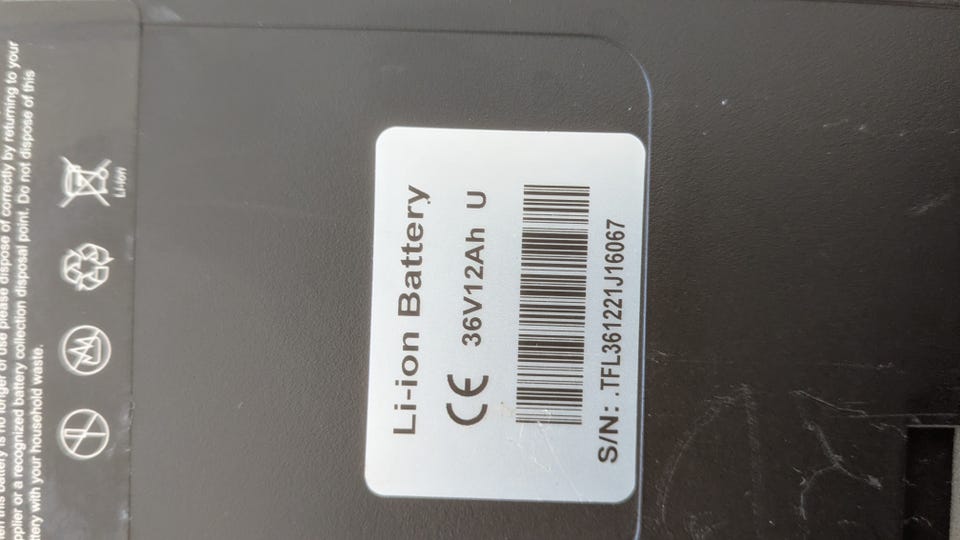 en this battery is no longer of use please dispose of correctly by returning to your
pplier or a recognized battery collection disposal point. Do not dispose of this
ttery with your household waste.
Li-ion
Li-ion Battery
CE 36V12Ah U
S/N: .TFL361221J16067